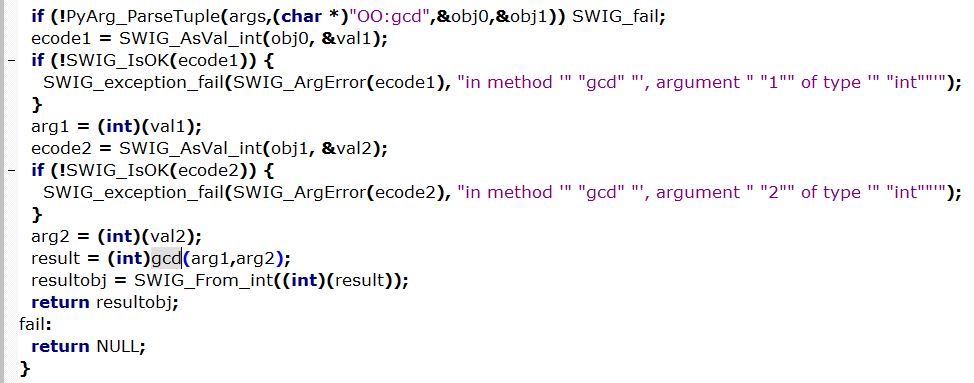 if (!PyArg_ParseTuple(args,(char *)"OO:gcd",&obj0,&obj1)) SWIG_fail;
ecode1 = SWIG_AsVal_int(obj0, &val1);
if (!SWIG_IsOK(ecode1)) {
SWIG_exception_fail(SWIG_ArgError(ecode1), "in method '" "gcd" "', argument " "1"" of type '" "int""'");
}
arg1 = (int)(val1);
ecode2 = SWIG_AsVal_int(obj1, &val2);
if (!SWIG_IsOK(ecode2)) {
SWIG_exception_fail(SWIG_ArgError(ecode2), "in method '" "gcd" "', argument " "2"" of type '" "int""'");
}
arg2 = (int)(val2);
result = (int)gcd(arg1,arg2);
resultobj = SWIG_From_int((int)(result));
return resultobj;
fail:
return NULL;
}